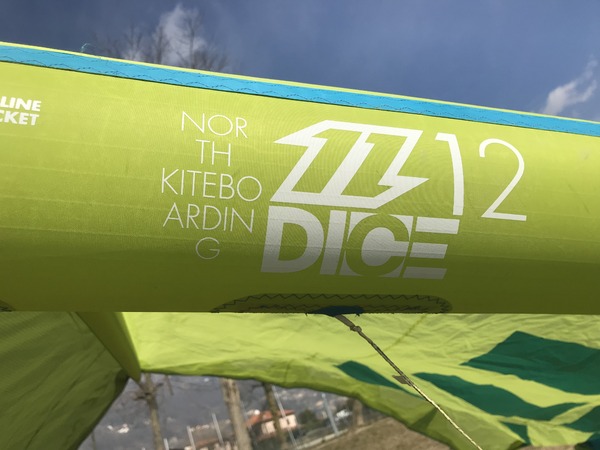 LINE
CKET
NOR
TH
KITEBO
ARDIN
G
12
DICE